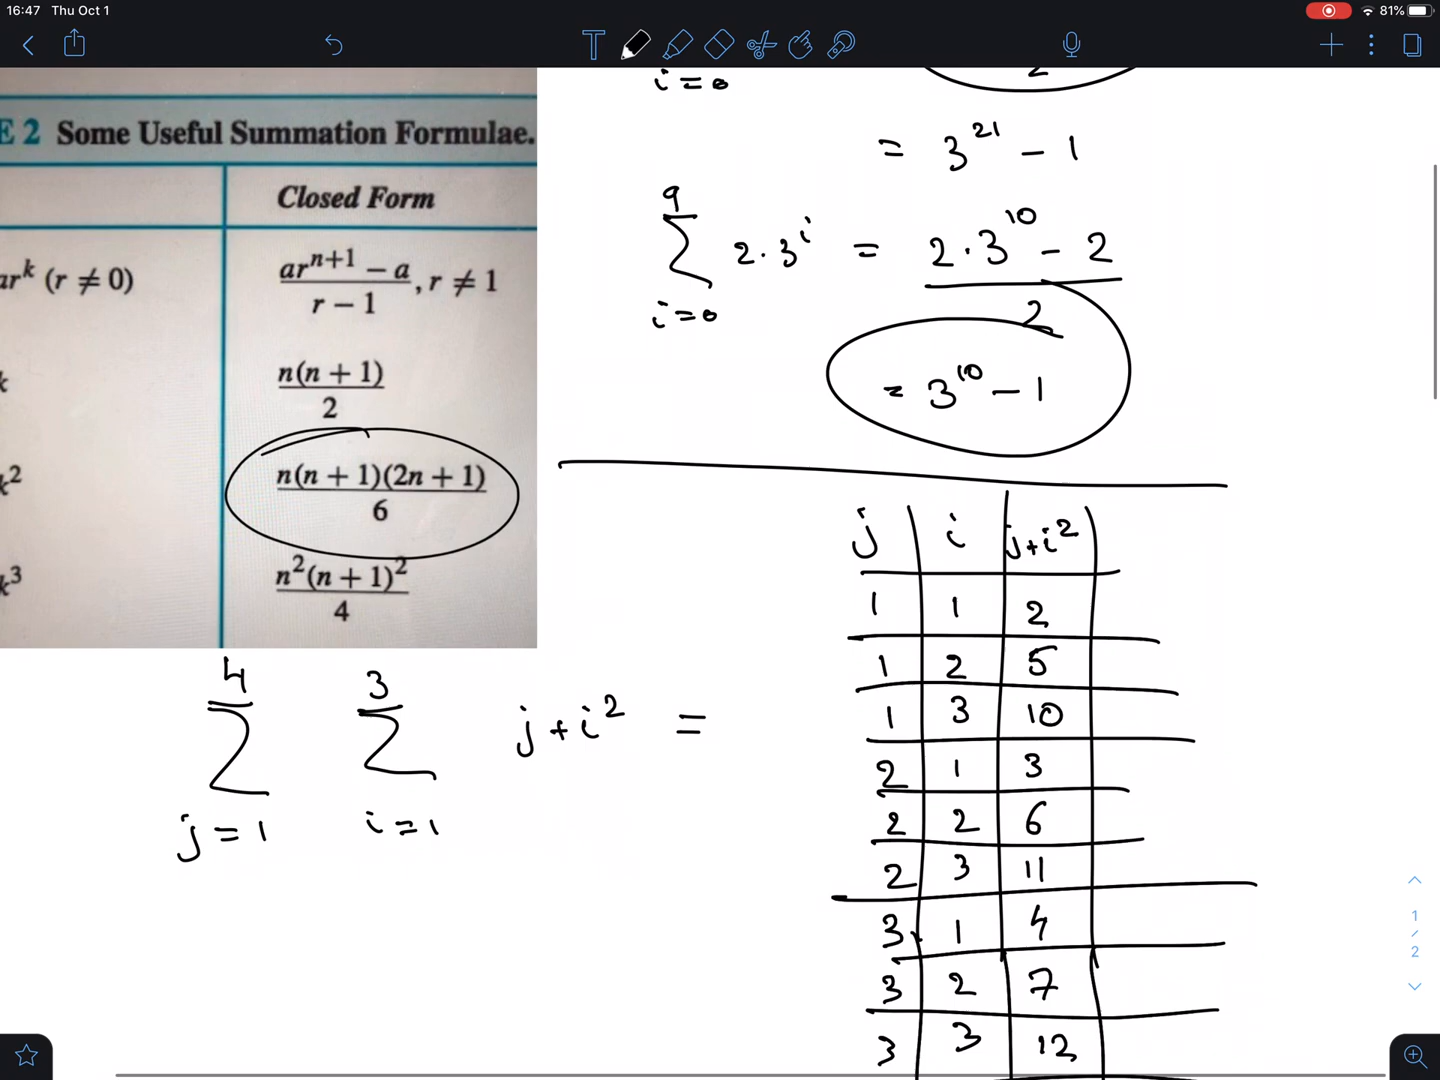 16:47 Thu Oct 1
81%
E 2 Some Useful Summation Formulae.
Closed Form
ar^k (r ≠ 0)
(ar^{n+1} − a)/(r − 1), r ≠ 1
k
n(n + 1)/2
k^2
n(n + 1)(2n + 1)/6
k^3
n^2(n + 1)^2/4
i=0
2
= 3^{21} − 1
9
∑ 2·3^i = (2·3^{10} − 2)/2
i=0
= 3^{10} − 1
j i j+i^2
1 1 2
1 2 5
1 3 10
2 1 3
2 2 6
2 3 11
3 1 4
3 2 7
3 3 12
4 3
∑ ∑ j+i^2 =
j=1 i=1
1
/
2